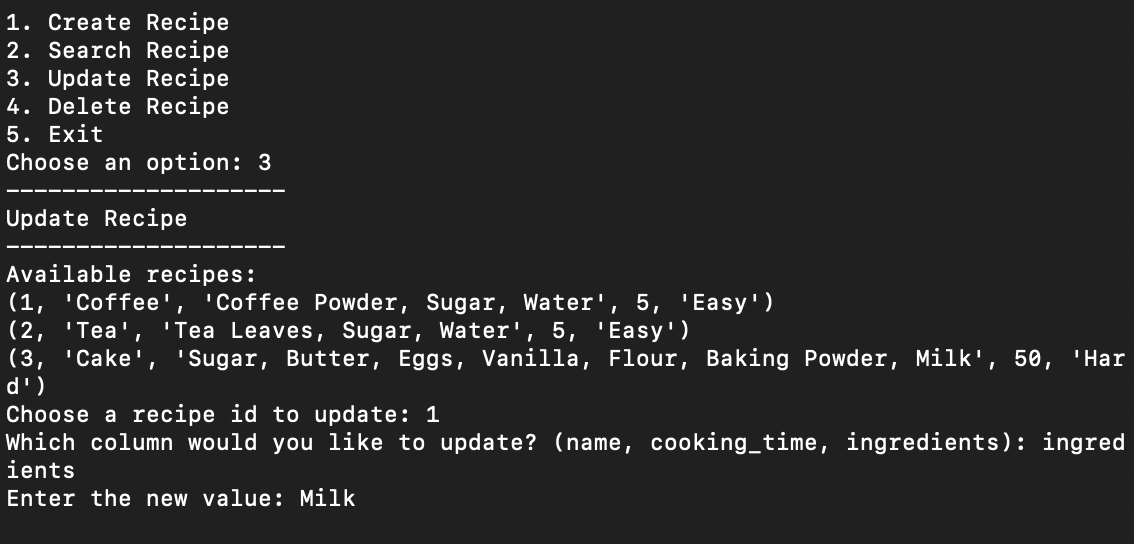 1. Create Recipe
2. Search Recipe
3. Update Recipe
4. Delete Recipe
5. Exit
Choose an option: 3
--------------------
Update Recipe
--------------------
Available recipes:
(1, 'Coffee', 'Coffee Powder, Sugar, Water', 5, 'Easy')
(2, 'Tea', 'Tea Leaves, Sugar, Water', 5, 'Easy')
(3, 'Cake', 'Sugar, Butter, Eggs, Vanilla, Flour, Baking Powder, Milk', 50, 'Har
d')
Choose a recipe id to update: 1
Which column would you like to update? (name, cooking_time, ingredients): ingred
ients
Enter the new value: Milk